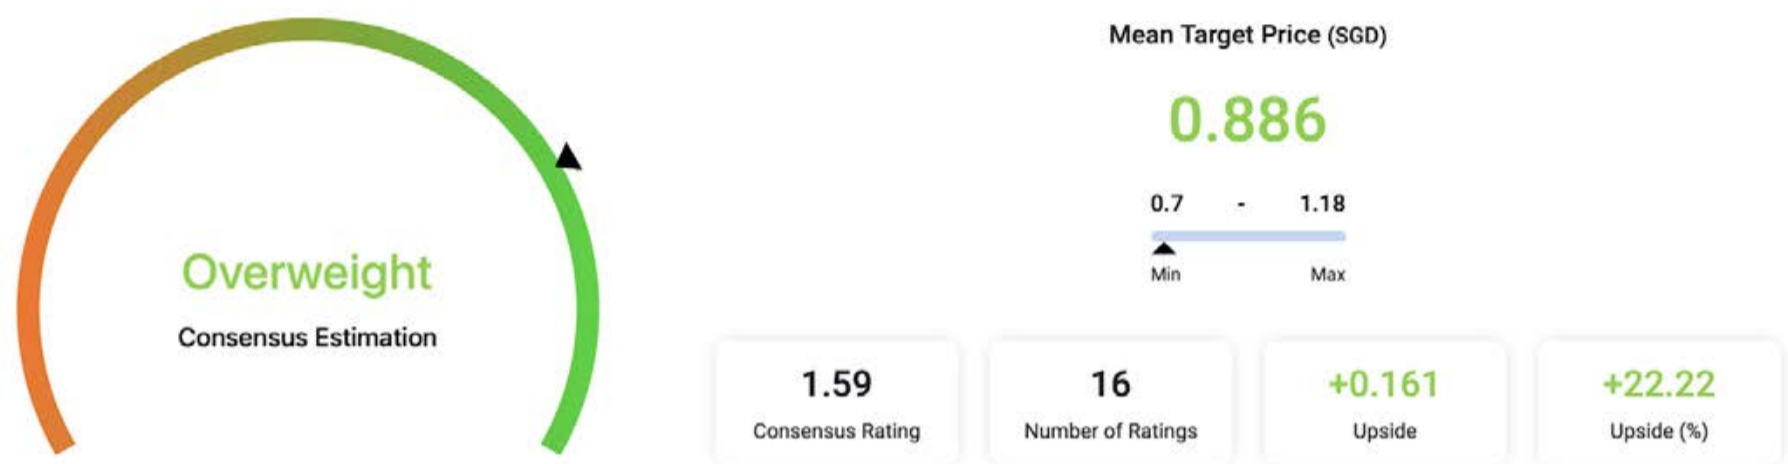 Overweight
Consensus Estimation
Mean Target Price (SGD)
0.886
0.7 - 1.18
Min Max
1.59
Consensus Rating
16
Number of Ratings
+0.161
Upside
+22.22
Upside (%)